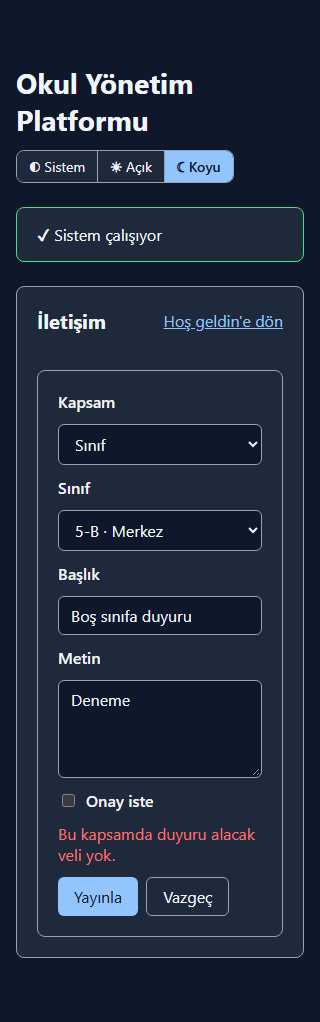 Okul Yönetim
Platformu
Sistem
Açık
Koyu
Sistem çalışıyor
İletişim
Hoş geldin'e dön
Kapsam
Sınıf
Sınıf
5-B · Merkez
Başlık
Boş sınıfa duyuru
Metin
Deneme
Onay iste
Bu kapsamda duyuru alacak
veli yok.
Yayınla
Vazgeç